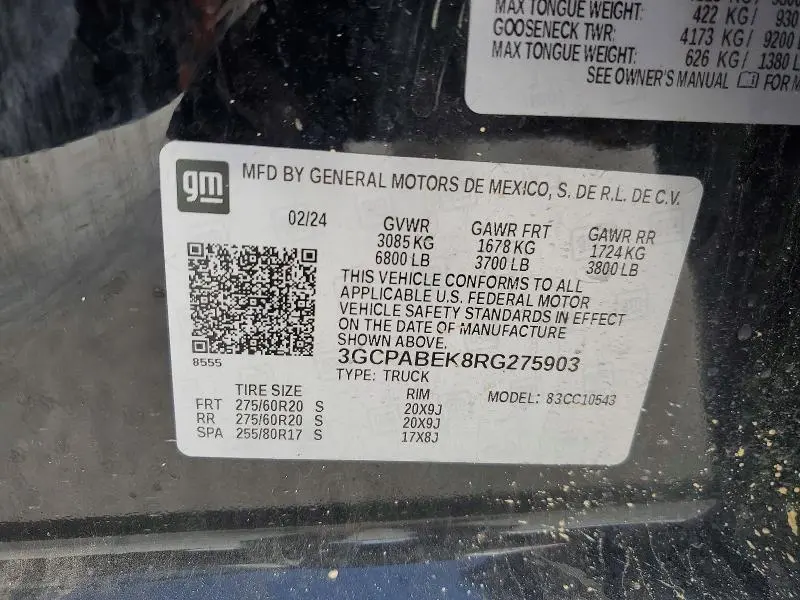 MAX TONGUE WEIGHT: 422 KG/ 930
GOOSENECK TWR: 4173 KG/ 9200
MAX TONGUE WEIGHT: 626 KG/ 1380
SEE OWNER'S MANUAL FOR
gm MFD BY GENERAL MOTORS DE MEXICO, S. DE R.L. DE C.V.
02/24 GVWR GAWR FRT GAWR RR
3085 KG 1678 KG 1724 KG
6800 LB 3700 LB 3800 LB
THIS VEHICLE CONFORMS TO ALL
APPLICABLE U.S. FEDERAL MOTOR
VEHICLE SAFETY STANDARDS IN EFFECT
ON THE DATE OF MANUFACTURE
SHOWN ABOVE.
8555 3GCPABEK8RG275903
TYPE: TRUCK
TIRE SIZE RIM MODEL: 83CC10543
FRT 275/60R20 S 20X9J
RR 275/60R20 S 20X9J
SPA 255/80R17 S 17X8J